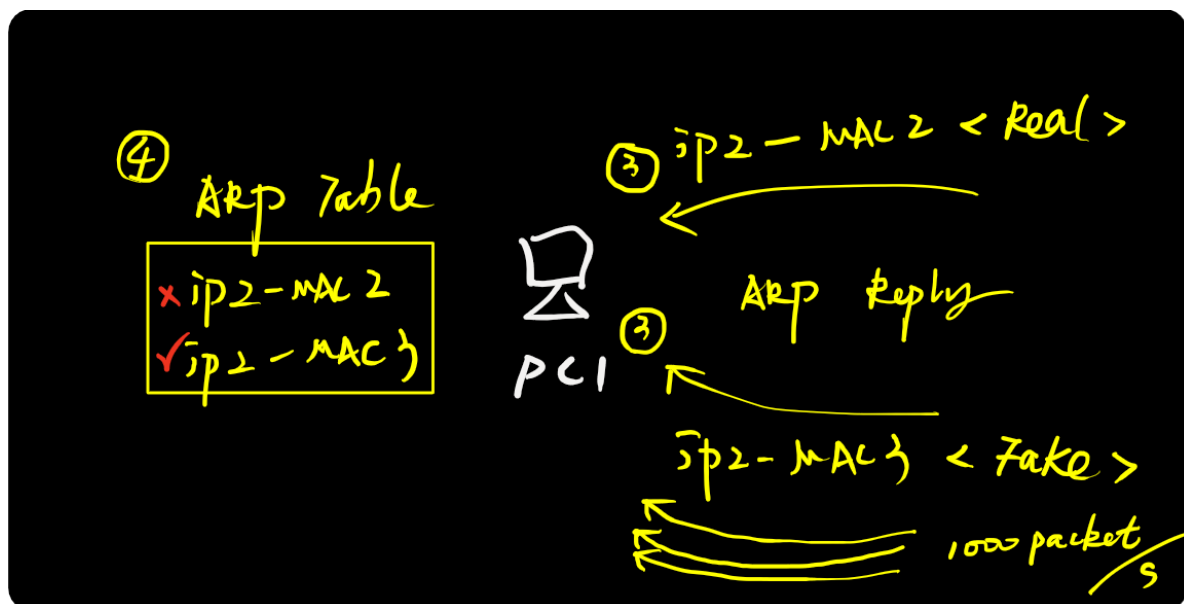 ④
ARP Table
× ip2-MAC2
✓ ip2-MAC3
PC1
③ ip2-MAC2 <Real>
ARP Reply
③
ip2-MAC3 <Fake>
1000 packet/s